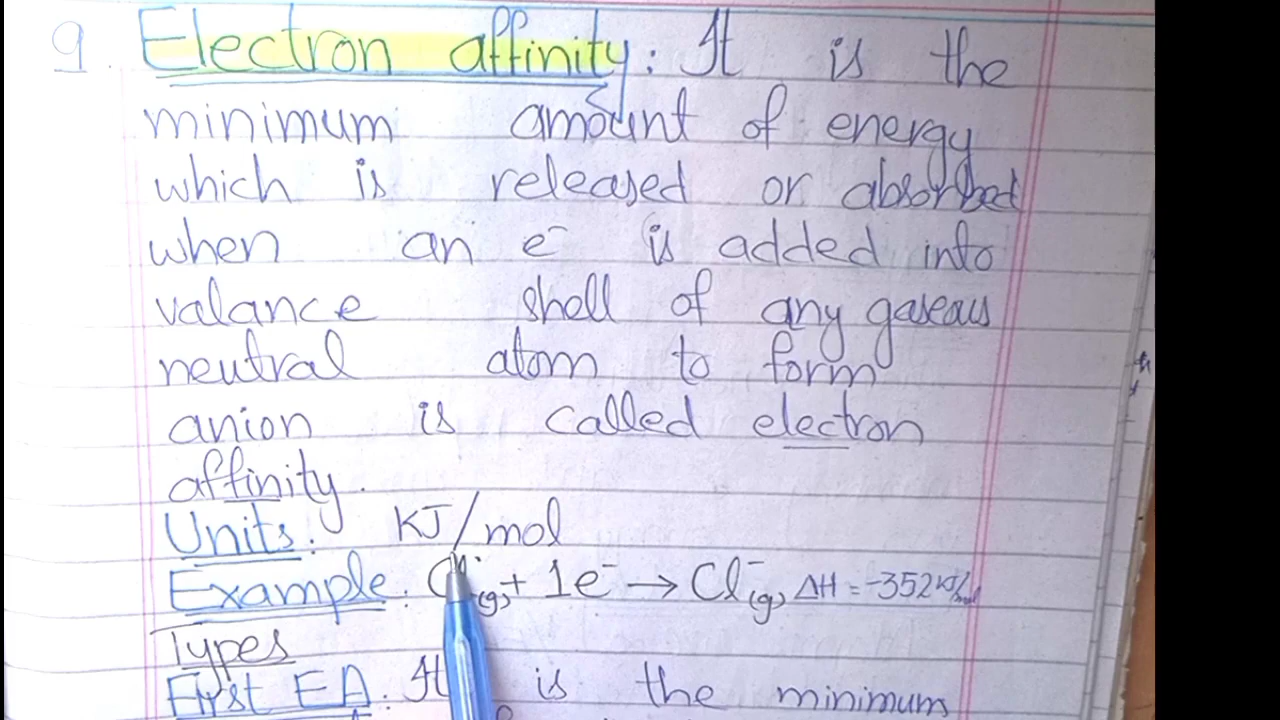 9. Electron affinity: It is the
minimum amount of energy
which is released or absorbed
when an e⁻ is added into
valance shell of any gaseous
neutral atom to form
anion is called electron
affinity.
Units: KJ/mol
Example: Cl(g) + 1e⁻ → Cl⁻(g) ΔH = -352 kJ/mol
Types
First EA. It is the minimum